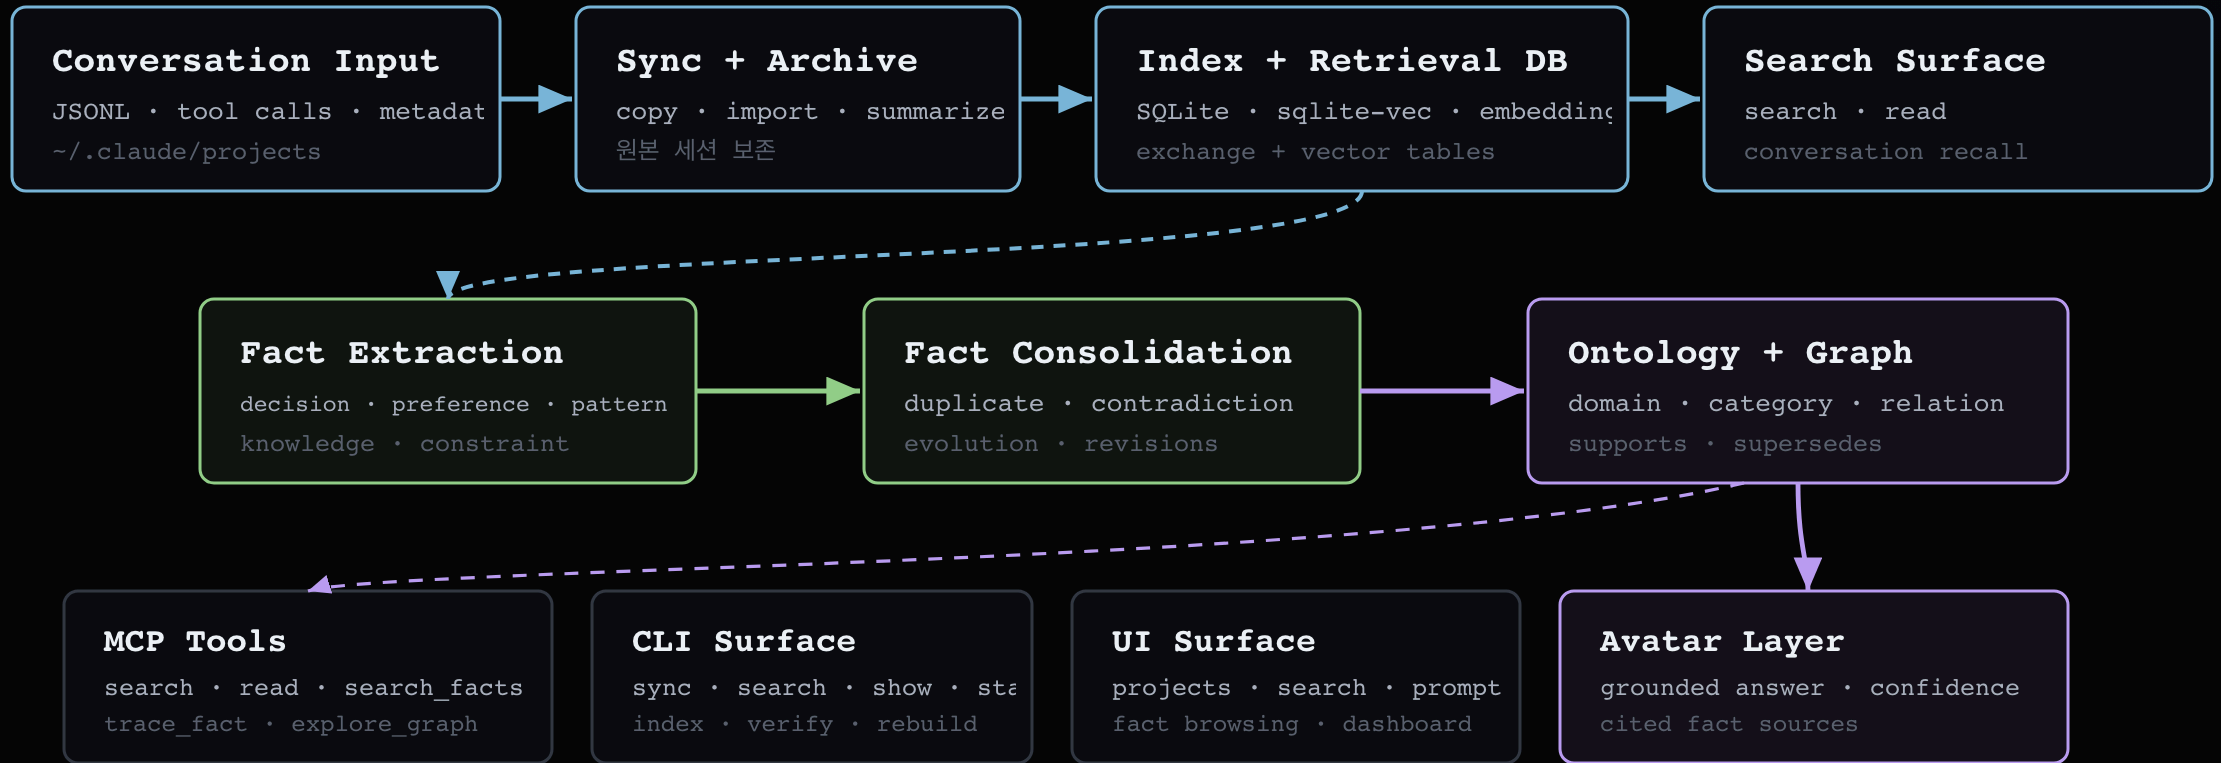 Conversation Input
JSONL · tool calls · metadat
~/.claude/projects
Sync + Archive
copy · import · summarize
원본 세션 보존
Index + Retrieval DB
SQLite · sqlite-vec · embedding
exchange + vector tables
Search Surface
search · read
conversation recall
Fact Extraction
decision · preference · pattern
knowledge · constraint
Fact Consolidation
duplicate · contradiction
evolution · revisions
Ontology + Graph
domain · category · relation
supports · supersedes
MCP Tools
search · read · search_facts
trace_fact · explore_graph
CLI Surface
sync · search · show · sta
index · verify · rebuild
UI Surface
projects · search · prompt
fact browsing · dashboard
Avatar Layer
grounded answer · confidence
cited fact sources